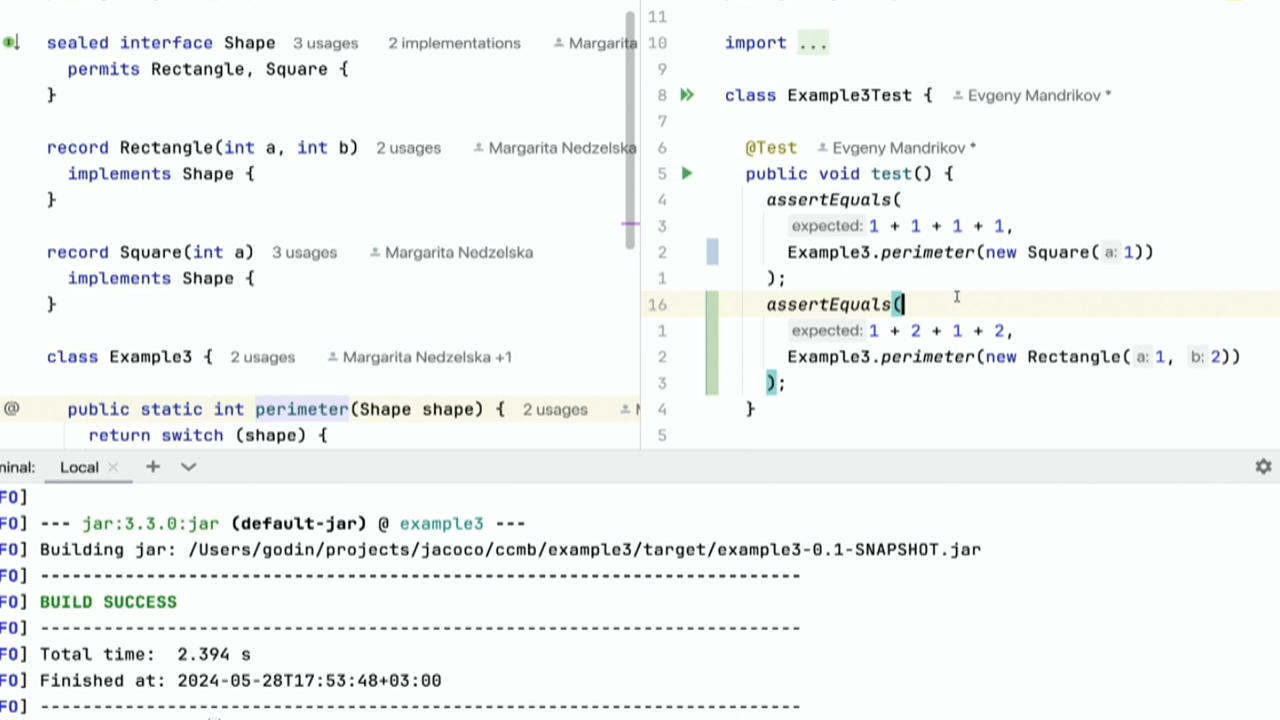 sealed interface Shape 3 usages 2 implementations Margarita
permits Rectangle, Square {
}
record Rectangle(int a, int b) 2 usages Margarita Nedzelska
implements Shape {
}
record Square(int a) 3 usages Margarita Nedzelska
implements Shape {
}
class Example3 { 2 usages Margarita Nedzelska +1
@ public static int perimeter(Shape shape) { 2 usages
return switch (shape) {
11
10 import ...
9
8 class Example3Test { Evgeny Mandrikov *
7
6 @Test Evgeny Mandrikov *
5 public void test() {
4 assertEquals(
3 expected: 1 + 1 + 1 + 1,
2 Example3.perimeter(new Square( a: 1))
1 );
16 assertEquals(
1 expected: 1 + 2 + 1 + 2,
2 Example3.perimeter(new Rectangle( a: 1, b: 2))
3 );
4 }
5
minal: Local × +
FO]
FO] --- jar:3.3.0:jar (default-jar) @ example3 ---
FO] Building jar: /Users/godin/projects/jacoco/ccmb/example3/target/example3-0.1-SNAPSHOT.jar
FO] ------------------------------------------------------------------------
FO] BUILD SUCCESS
FO] ------------------------------------------------------------------------
FO] Total time: 2.394 s
FO] Finished at: 2024-05-28T17:53:48+03:00
FO] ------------------------------------------------------------------------